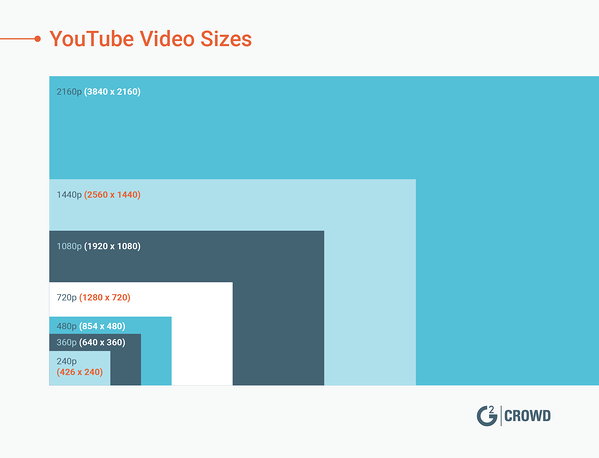 YouTube Video Sizes
2160p (3840 x 2160)
1440p (2560 x 1440)
1080p (1920 x 1080)
720p (1280 x 720)
480p (854 x 480)
360p (640 x 360)
240p
(426 x 240)
G2 CROWD